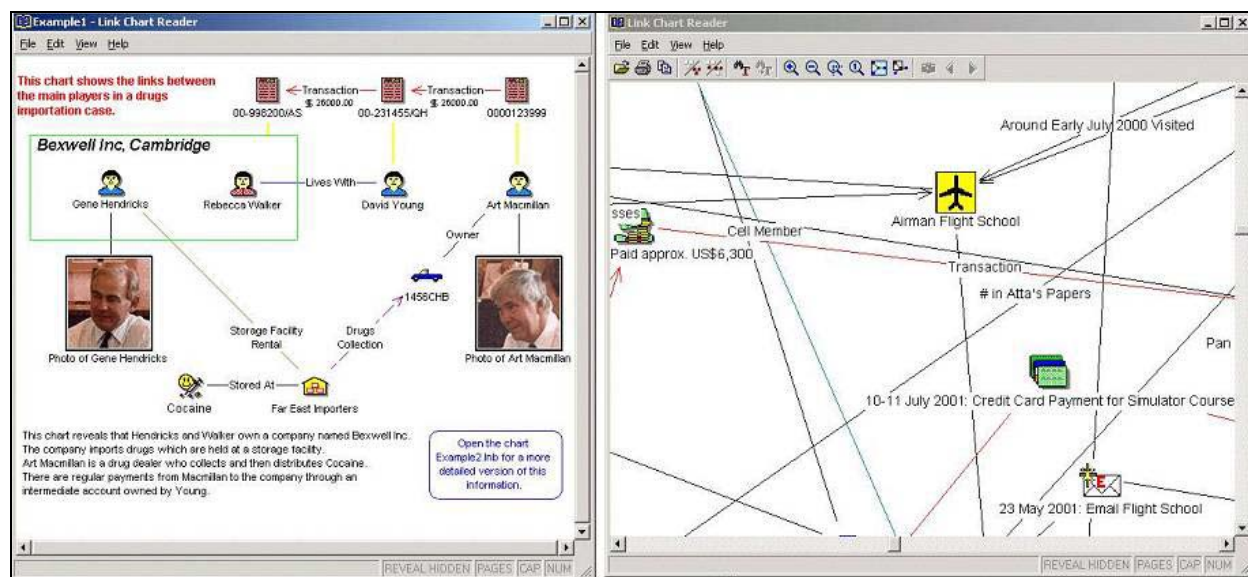 Example1 - Link Chart Reader
File Edit View Help
This chart shows the links between
the main players in a drugs
importation case.
Transaction
$ 26000.00
Transaction
$ 26000.00
00-998200/AS
00-231455/QH
0000123999
Bexwell Inc, Cambridge
Gene Hendricks
Rebecca Walker
Lives With
David Young
Art Macmillan
Owner
1458CHB
Storage Facility
Rental
Drugs
Collection
Photo of Gene Hendricks
Photo of Art Macmillan
Cocaine
Stored At
Far East Importers
This chart reveals that Hendricks and Walker own a company named Bexwell Inc.
The company imports drugs which are held at a storage facility.
Art Macmillan is a drug dealer who collects and then distributes Cocaine.
There are regular payments from Macmillan to the company through an
intermediate account owned by Young.
Open the chart
Example2.lnb for a more
detailed version of this
information.
REVEAL HIDDEN PAGES CAP NUM
Link Chart Reader
File Edit View Help
Around Early July 2000 Visited
Airman Flight School
sses
Cell Member
Paid approx. US$6,300
Transaction
# in Atta's Papers
Pan
10-11 July 2001: Credit Card Payment for Simulator Course
E
23 May 2001: Email Flight School
REVEAL HIDDEN PAGES CAP NUM